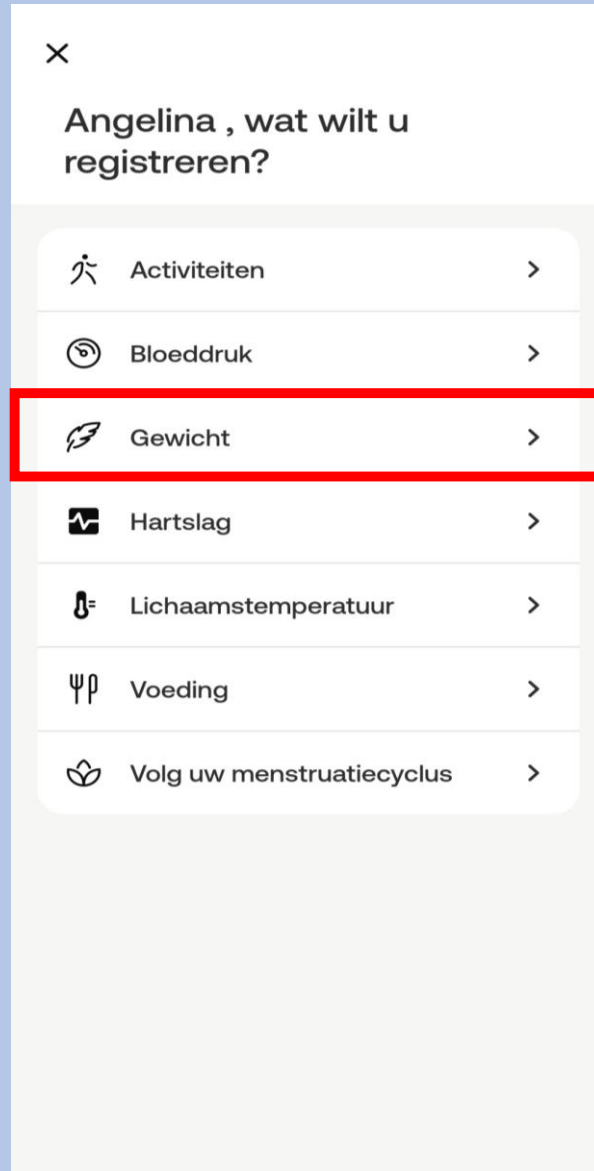 Angelina , wat wilt u
registreren?
Activiteiten
Bloeddruk
Gewicht
Hartslag
Lichaamstemperatuur
Voeding
Volg uw menstruatiecyclus